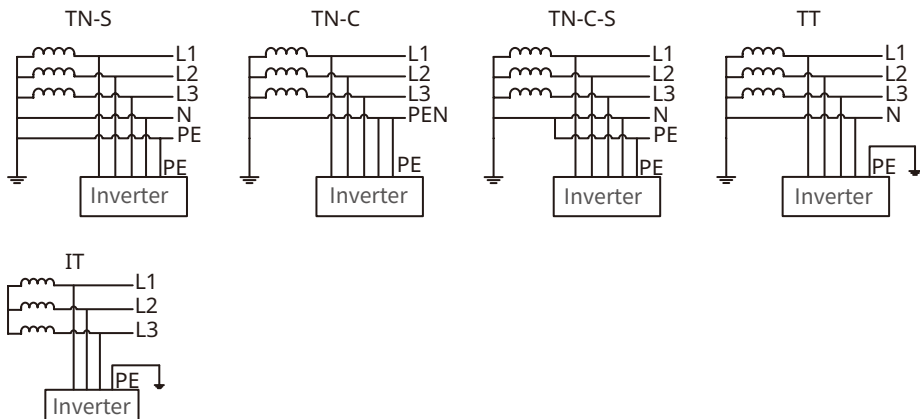 TN-S
TN-C
TN-C-S
TT
L1
L2
L3
N
PE
PE
Inverter
L1
L2
L3
PEN
PE
Inverter
L1
L2
L3
N
PE
PE
Inverter
L1
L2
L3
N
PE
Inverter
IT
L1
L2
L3
PE
Inverter